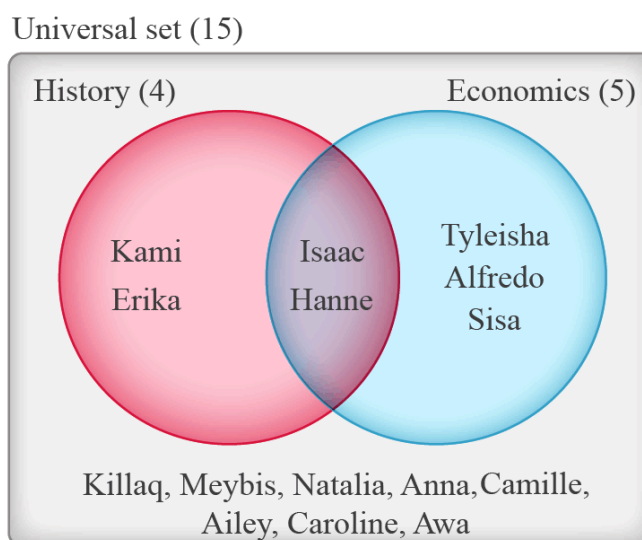 Universal set (15)
History (4)
Economics (5)
Kami
Erika
Isaac
Hanne
Tyleisha
Alfredo
Sisa
Killaq, Meybis, Natalia, Anna,Camille,
Ailey, Caroline, Awa